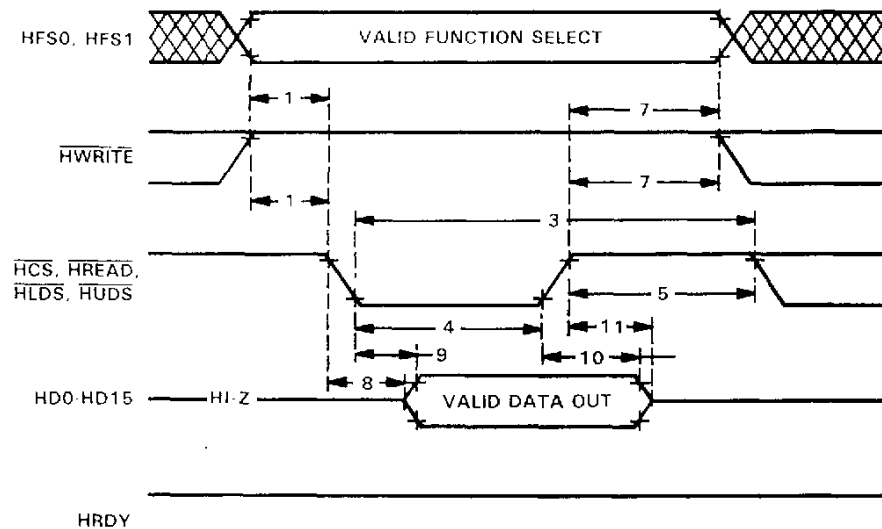 HFS0, HFS1
VALID FUNCTION SELECT
1
7
HWRITE
1
7
3
HCS, HREAD,
HLDS, HUDS
5
4
11
9
10
8
HD0-HD15
HI-Z
VALID DATA OUT
HRDY